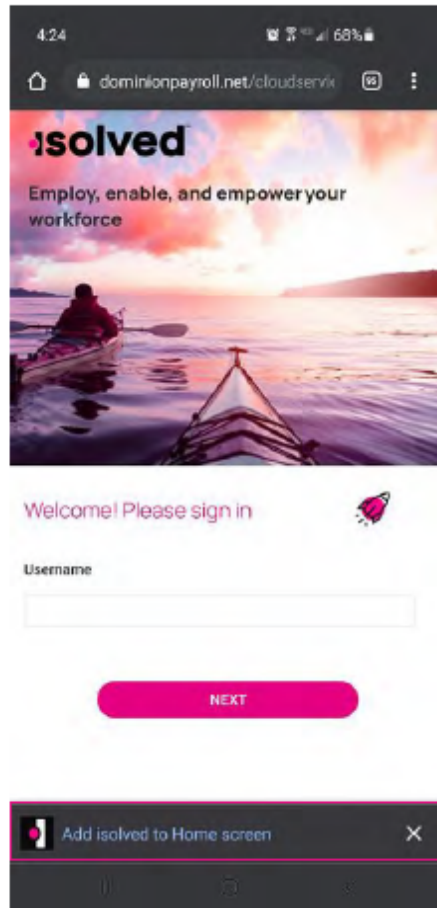 4:24 68%
dominionpayroll.net/cloudservic 95
isolved
Employ, enable, and empower your
workforce
Welcome! Please sign in
Username
NEXT
Add isolved to Home screen